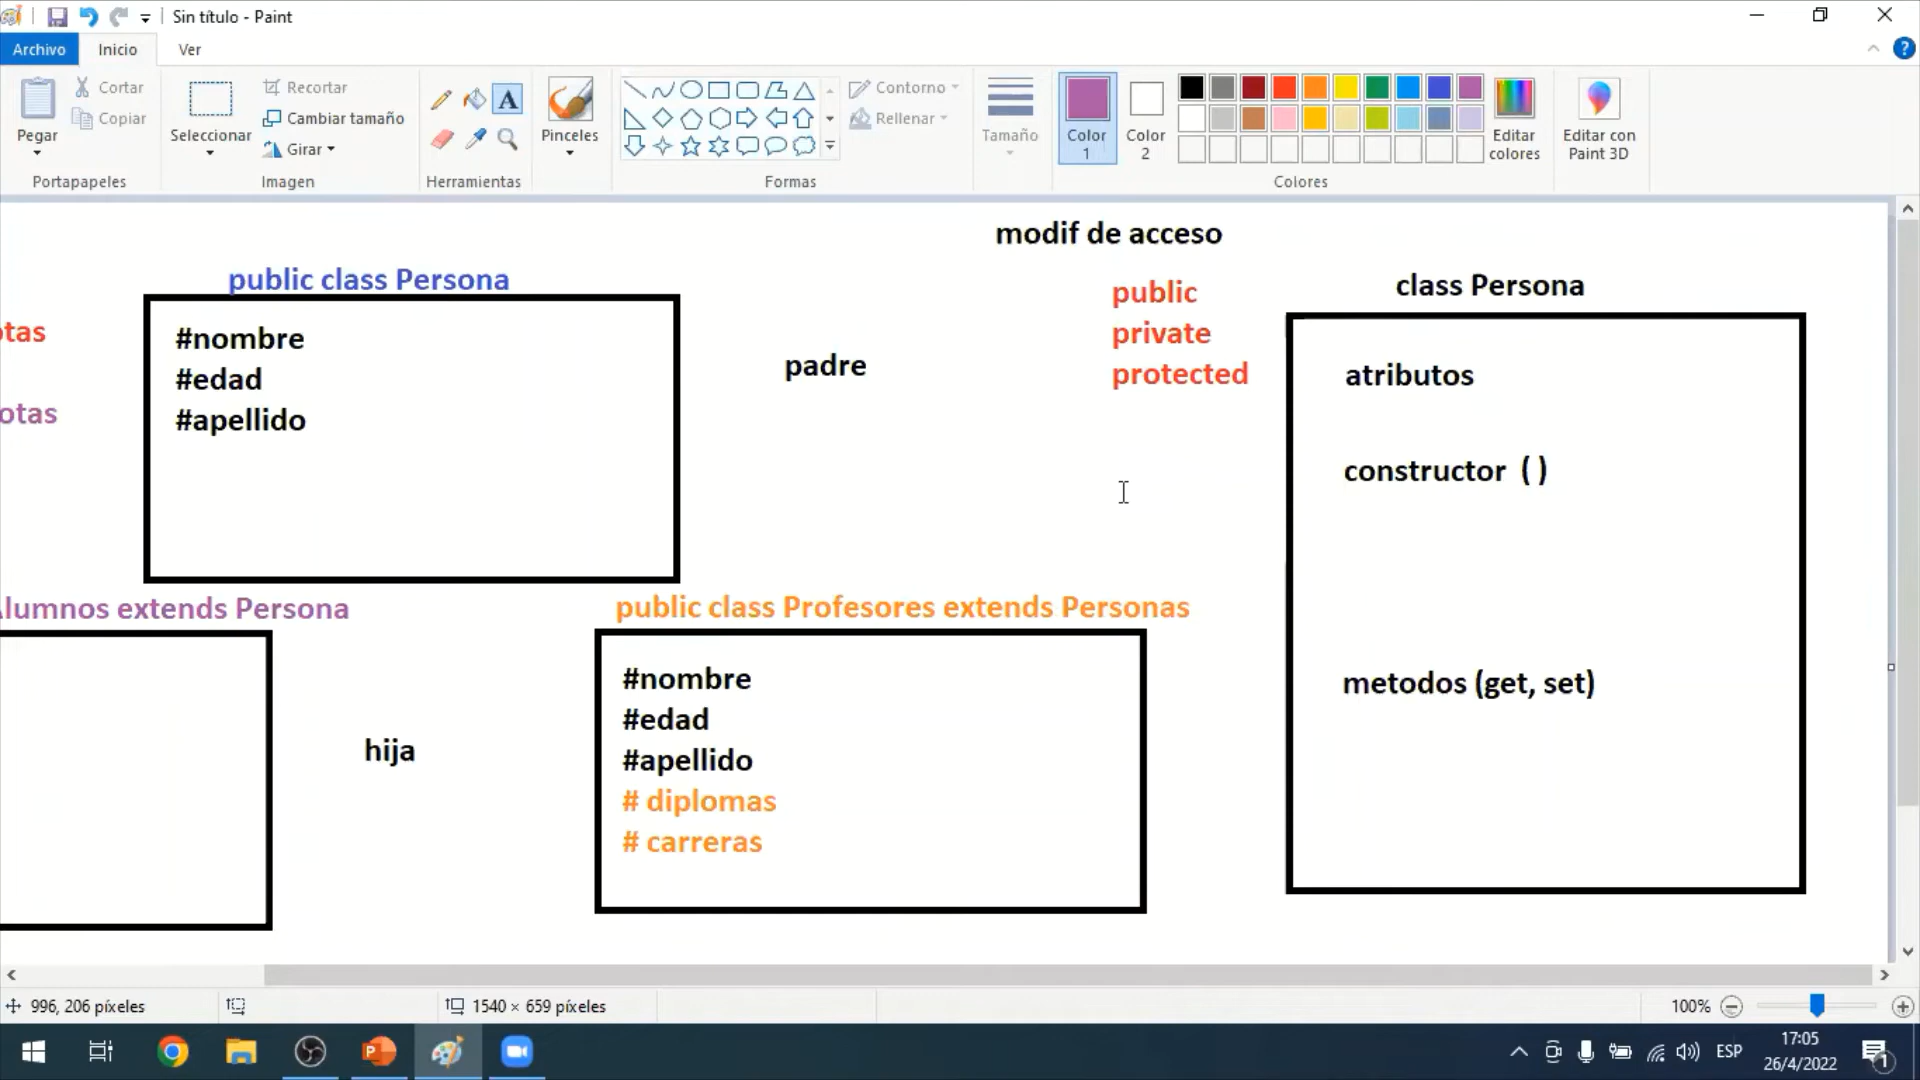 Sin título - Paint
Archivo Inicio Ver
Pegar
Cortar
Copiar
Portapapeles
Seleccionar
Recortar
Cambiar tamaño
Girar
Imagen
A
Herramientas
Pinceles
Formas
Contorno
Rellenar
Tamaño
Color 1
Color 2
Editar colores
Colores
Editar con Paint 3D
modif de acceso
public class Persona
otas
otas
#nombre
#edad
#apellido
padre
public
private
protected
class Persona
atributos
constructor ( )
metodos (get, set)
Alumnos extends Persona
hija
public class Profesores extends Personas
#nombre
#edad
#apellido
# diplomas
# carreras
996, 206 píxeles
1540 × 659 píxeles
100%
ESP
17:05
26/4/2022
1